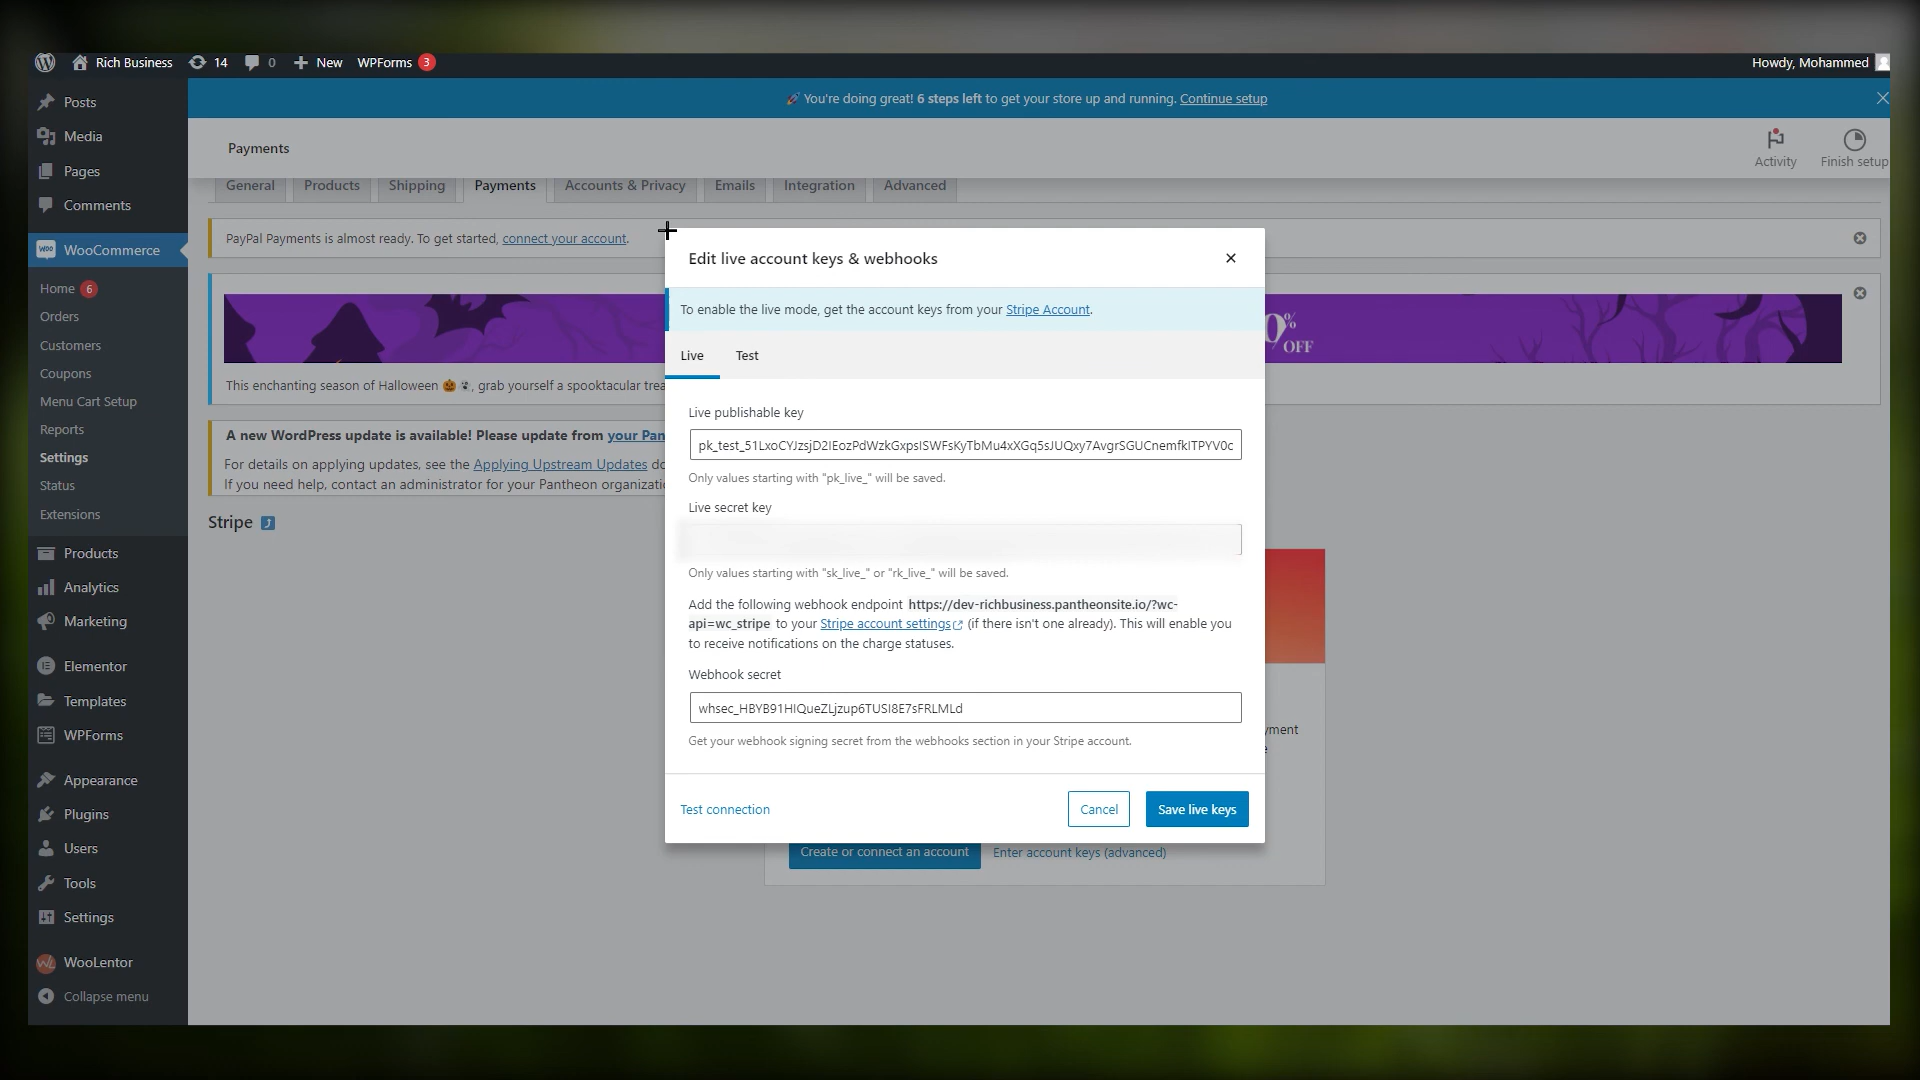 Rich Business 14 0 New WPForms 3 Howdy, Mohammed
🚀 You're doing great! 6 steps left to get your store up and running. Continue setup
Payments
Activity
Finish setup
General Products Shipping Payments Accounts & Privacy Emails Integration Advanced
Posts
Media
Pages
Comments
WooCommerce
Home 6
Orders
Customers
Coupons
Menu Cart Setup
Reports
Settings
Status
Extensions
Products
Analytics
Marketing
Elementor
Templates
WPForms
Appearance
Plugins
Users
Tools
Settings
WooLentor
Collapse menu
PayPal Payments is almost ready. To get started, connect your account.
% OFF
This enchanting season of Halloween 🎃 , grab yourself a spooktacular
A new WordPress update is available! Please update from your
For details on applying updates, see the Applying Upstream Updates
If you need help, contact an administrator for your Pantheon
Stripe
Edit live account keys & webhooks
To enable the live mode, get the account keys from your Stripe Account.
Live Test
Live publishable key
pk_test_51LxoCYJzsjD2IEozPdWzkGxpsISWFsKyTbMu4xXGq5sJUQxy7AvgrSGUCnemfkITPYV0c
Only values starting with "pk_live_" will be saved.
Live secret key
Only values starting with "sk_live_" or "rk_live_" will be saved.
Add the following webhook endpoint https://dev-richbusiness.pantheonsite.io/?wc-
api=wc_stripe to your Stripe account settings (if there isn't one already). This will enable you
to receive notifications on the charge statuses.
Webhook secret
whsec_HBYB91HIQueZLjzup6TUSI8E7sFRLMLd
Get your webhook signing secret from the webhooks section in your Stripe account.
Test connection Cancel Save live keys
Create or connect an account Enter account keys (advanced)